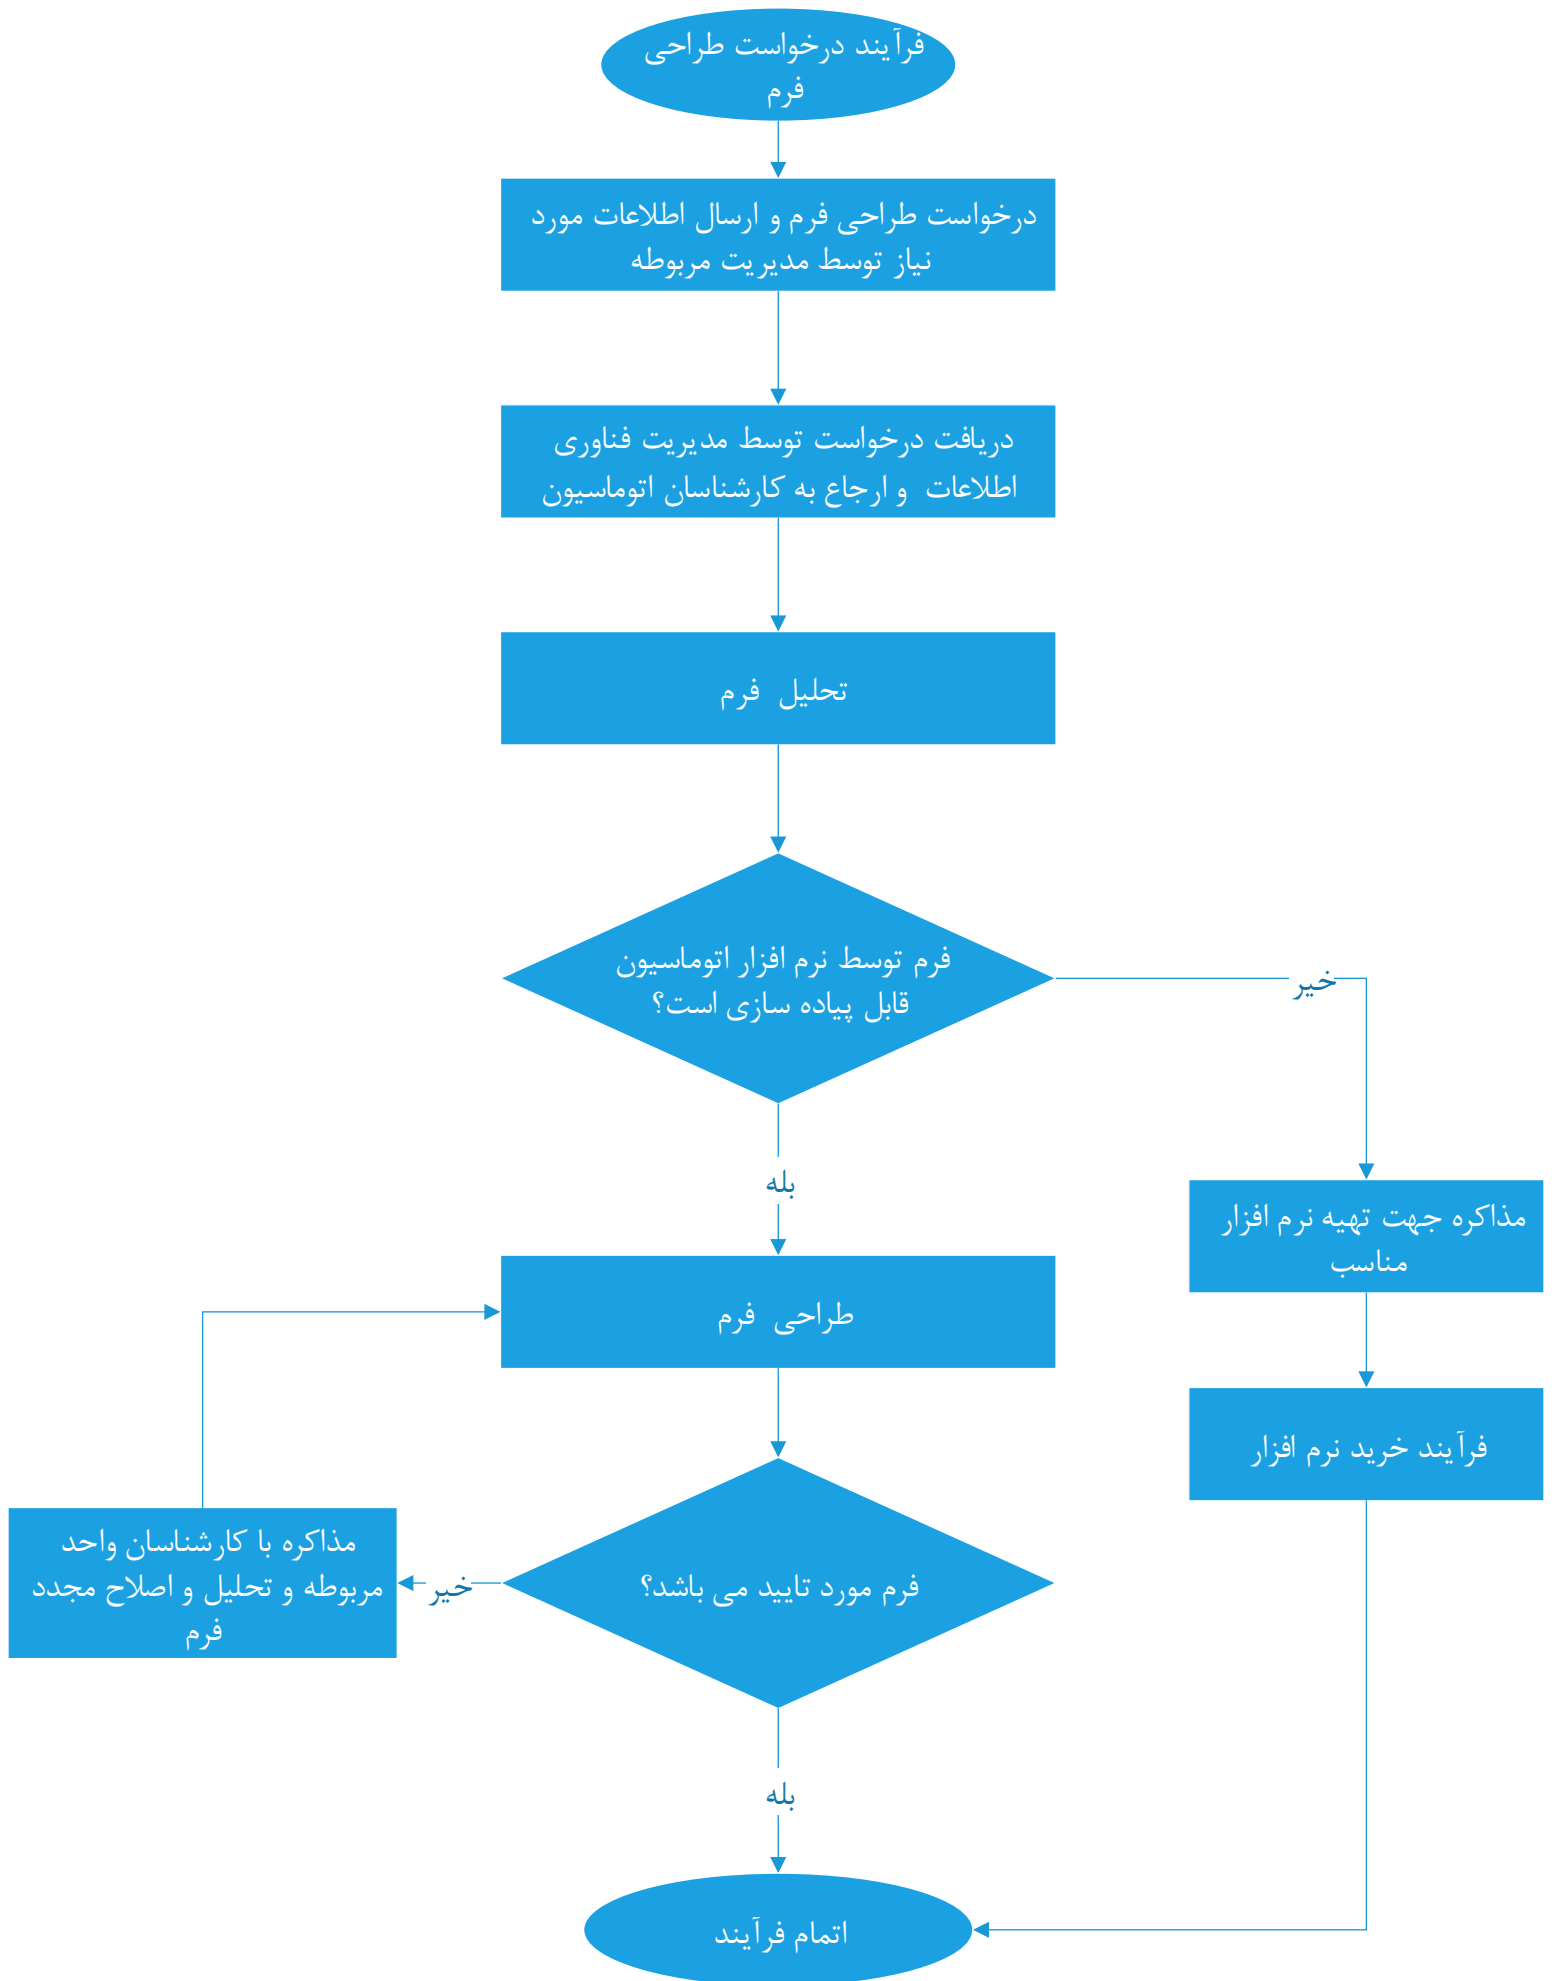 فرآیند درخواست طراحی
فرم
درخواست طراحی فرم و ارسال اطلاعات مورد
نیاز توسط مدیریت مربوطه
دریافت درخواست توسط مدیریت فناوری
اطلاعات و ارجاع به کارشناسان اتوماسیون
تحلیل فرم
فرم توسط نرم افزار اتوماسیون
قابل پیاده سازی است؟
خیر
بله
مذاکره جهت تهیه نرم افزار
مناسب
طراحی فرم
فرآیند خرید نرم افزار
فرم مورد تایید می باشد؟
خیر
مذاکره با کارشناسان واحد
مربوطه و تحلیل و اصلاح مجدد
فرم
بله
اتمام فرآیند